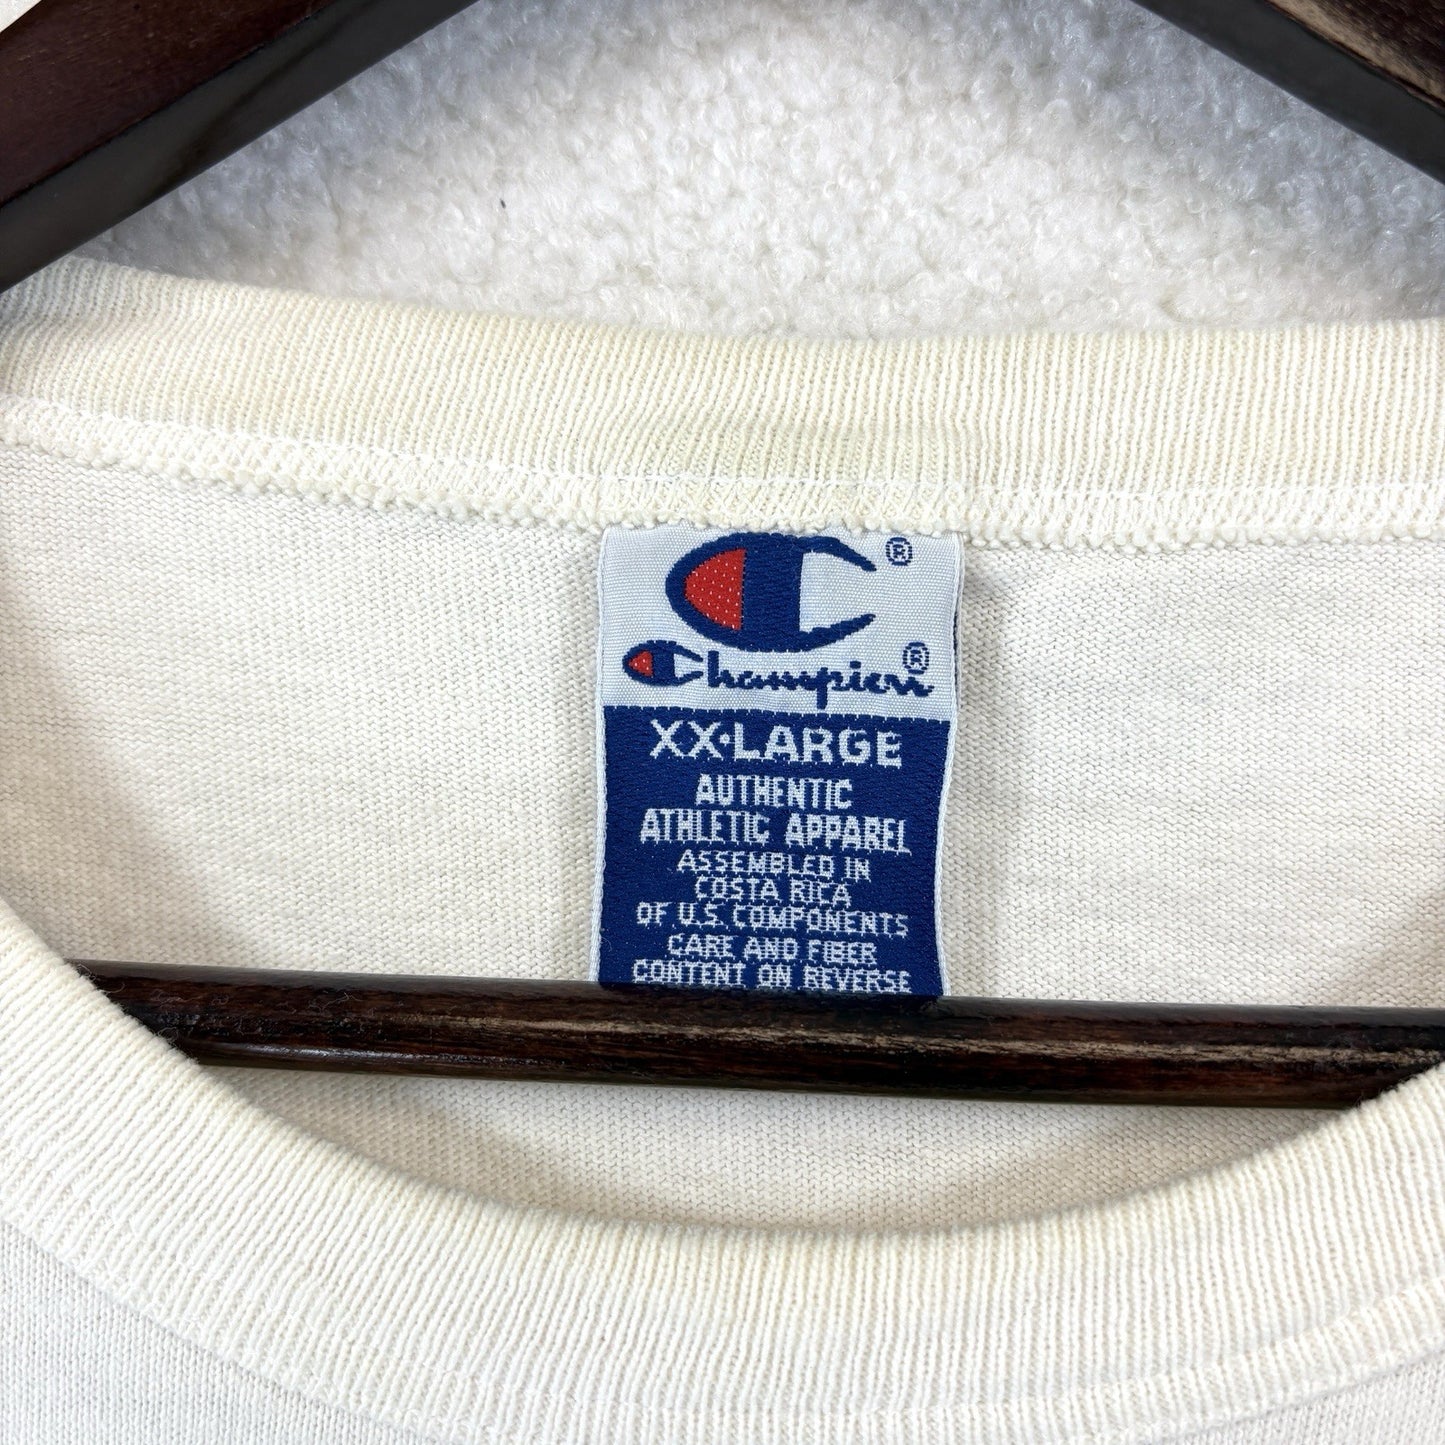 ®
Champion®
XX-LARGE
AUTHENTIC
ATHLETIC APPAREL
ASSEMBLED IN
COSTA RICA
OF U.S. COMPONENTS
CARE AND FIBER
CONTENT ON REVERSE